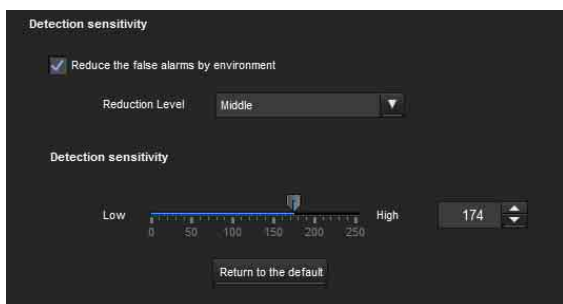 Detection sensitivity
Reduce the false alarms by environment
Reduction Level Middle
Detection sensitivity
Low High 174
0 50 100 150 200 250
Return to the default